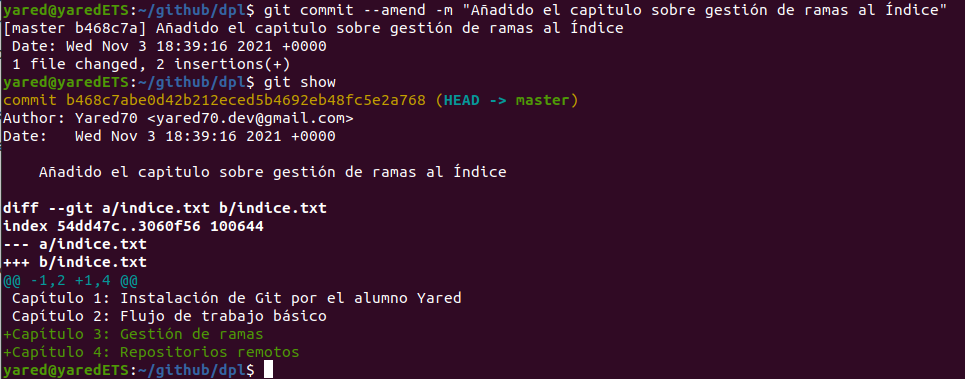 yared@yaredETS:~/github/dpl$ git commit --amend -m "Añadido el capitulo sobre gestión de ramas al Índice"
[master b468c7a] Añadido el capitulo sobre gestión de ramas al Índice
 Date: Wed Nov 3 18:39:16 2021 +0000
 1 file changed, 2 insertions(+)
yared@yaredETS:~/github/dpl$ git show
commit b468c7abe0d42b212eced5b4692eb48fc5e2a768 (HEAD -> master)
Author: Yared70 <yared70.dev@gmail.com>
Date:   Wed Nov 3 18:39:16 2021 +0000

    Añadido el capitulo sobre gestión de ramas al Índice

diff --git a/indice.txt b/indice.txt
index 54dd47c..3060f56 100644
--- a/indice.txt
+++ b/indice.txt
@@ -1,2 +1,4 @@
 Capítulo 1: Instalación de Git por el alumno Yared
 Capítulo 2: Flujo de trabajo básico
+Capítulo 3: Gestión de ramas
+Capítulo 4: Repositorios remotos
yared@yaredETS:~/github/dpl$